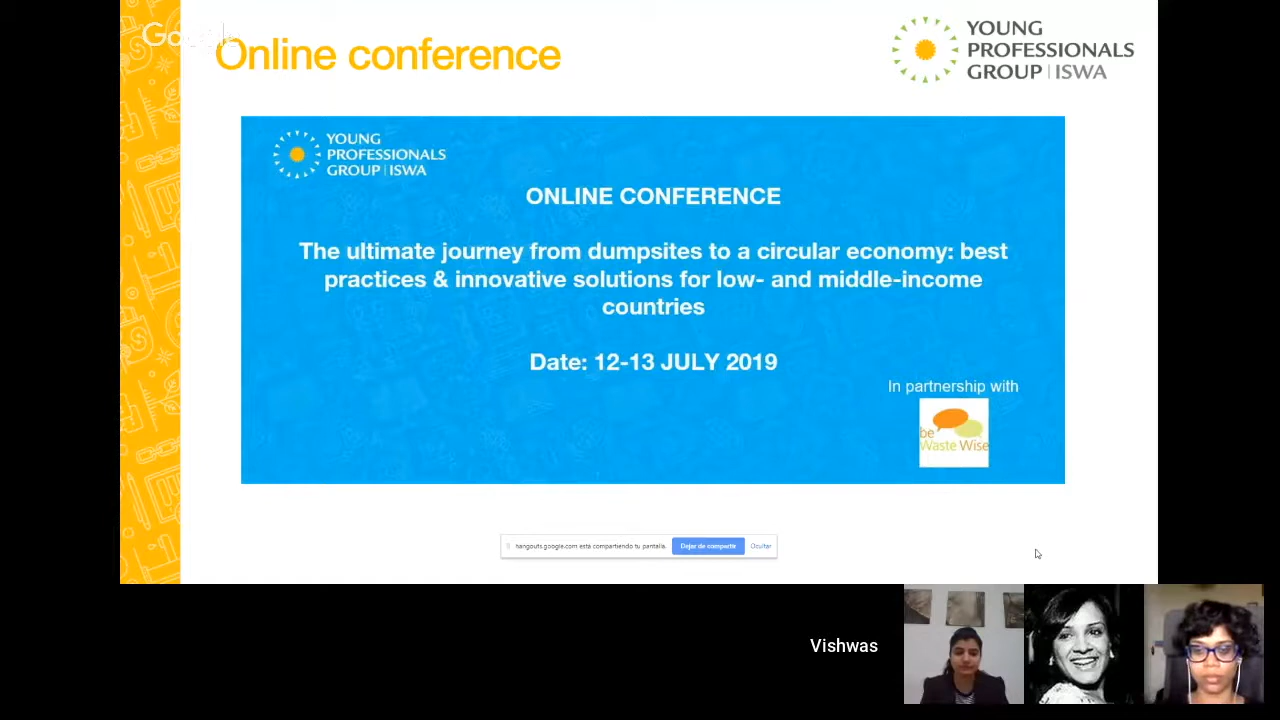 Google
Online conference
YOUNG
PROFESSIONALS
GROUP | ISWA
YOUNG
PROFESSIONALS
GROUP | ISWA
ONLINE CONFERENCE
The ultimate journey from dumpsites to a circular economy: best
practices & innovative solutions for low- and middle-income
countries
Date: 12-13 JULY 2019
In partnership with
be
Waste Wise
hangouts.google.com está compartiendo tu pantalla.
Dejar de compartir
Ocultar
Vishwas